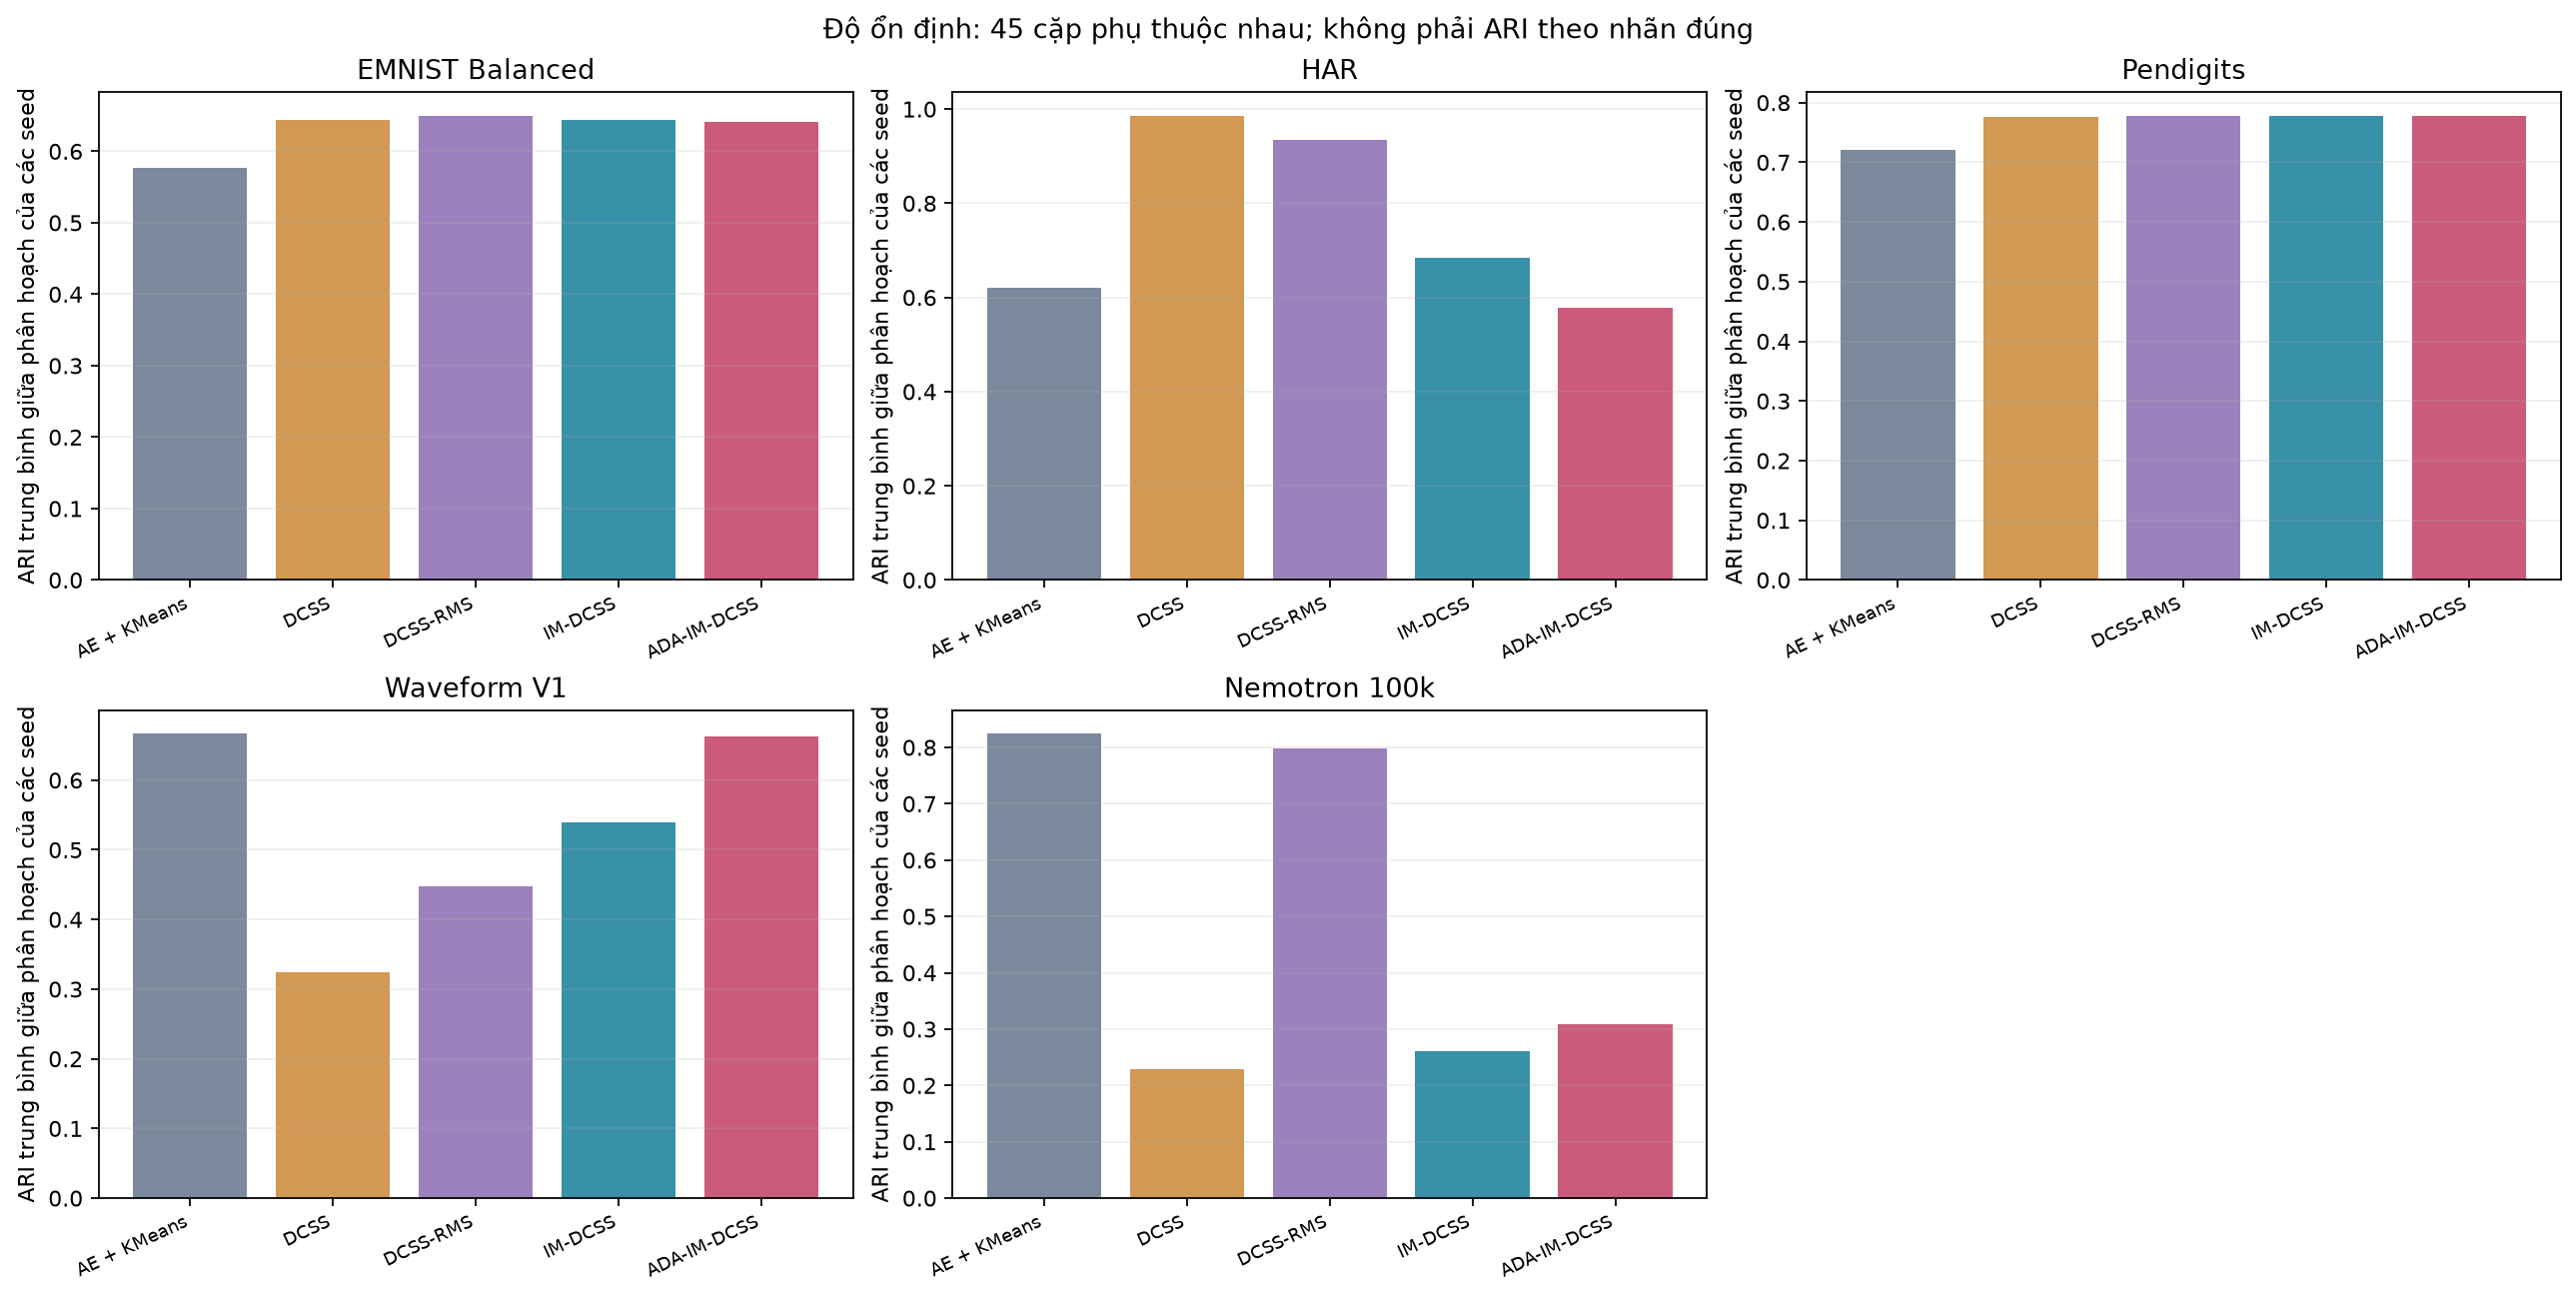 Độ ổn định: 45 cặp phụ thuộc nhau; không phải ARI theo nhãn đúng
EMNIST Balanced
ARI trung bình giữa phân hoạch của các seed
0.6
0.5
0.4
0.3
0.2
0.1
0.0
AE + KMeans
DCSS
DCSS-RMS
IM-DCSS
ADA-IM-DCSS
HAR
ARI trung bình giữa phân hoạch của các seed
1.0
0.8
0.6
0.4
0.2
0.0
AE + KMeans
DCSS
DCSS-RMS
IM-DCSS
ADA-IM-DCSS
Pendigits
ARI trung bình giữa phân hoạch của các seed
0.8
0.7
0.6
0.5
0.4
0.3
0.2
0.1
0.0
AE + KMeans
DCSS
DCSS-RMS
IM-DCSS
ADA-IM-DCSS
Waveform V1
ARI trung bình giữa phân hoạch của các seed
0.6
0.5
0.4
0.3
0.2
0.1
0.0
AE + KMeans
DCSS
DCSS-RMS
IM-DCSS
ADA-IM-DCSS
Nemotron 100k
ARI trung bình giữa phân hoạch của các seed
0.8
0.7
0.6
0.5
0.4
0.3
0.2
0.1
0.0
AE + KMeans
DCSS
DCSS-RMS
IM-DCSS
ADA-IM-DCSS